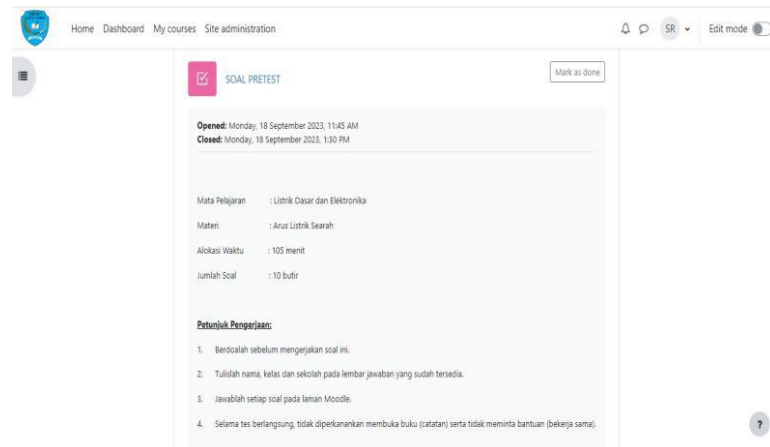 Home Dashboard My courses Site administration SR Edit mode
SOAL PRETEST Mark as done
Opened: Monday, 18 September 2023, 11:45 AM
Closed: Monday, 18 September 2023, 1:30 PM
Mata Pelajaran : Listrik Dasar dan Elektronika
Materi : Arus Listrik Searah
Alokasi Waktu : 105 menit
Jumlah Soal : 10 butir
Petunjuk Pengerjaan:
1. Berdoalah sebelum mengerjakan soal ini.
2. Tulislah nama, kelas dan sekolah pada lembar jawaban yang sudah tersedia.
3. Jawablah setiap soal pada laman Moodle.
4. Selama tes berlangsung, tidak diperkanankan membuka buku (catatan) serta tidak meminta bantuan (bekerja sama).
?